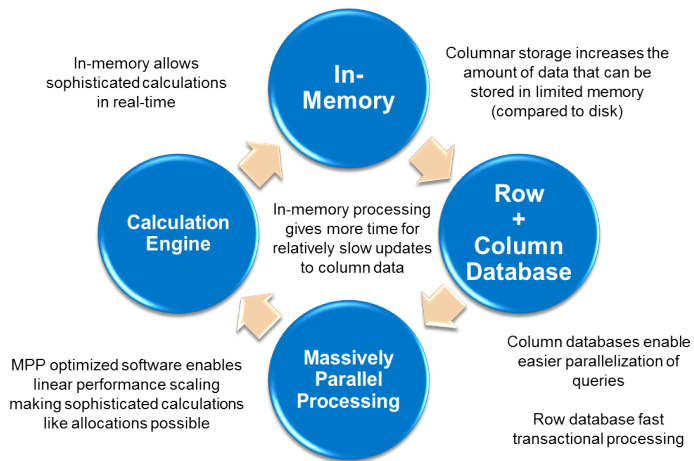 In-memory allows
sophisticated calculations
in real-time
In-
Memory
Columnar storage increases the
amount of data that can be
stored in limited memory
(compared to disk)
Calculation
Engine
In-memory processing
gives more time for
relatively slow updates
to column data
Row
+
Column
Database
MPP optimized software enables
linear performance scaling
making sophisticated calculations
like allocations possible
Massively
Parallel
Processing
Column databases enable
easier parallelization of
queries
Row database fast
transactional processing